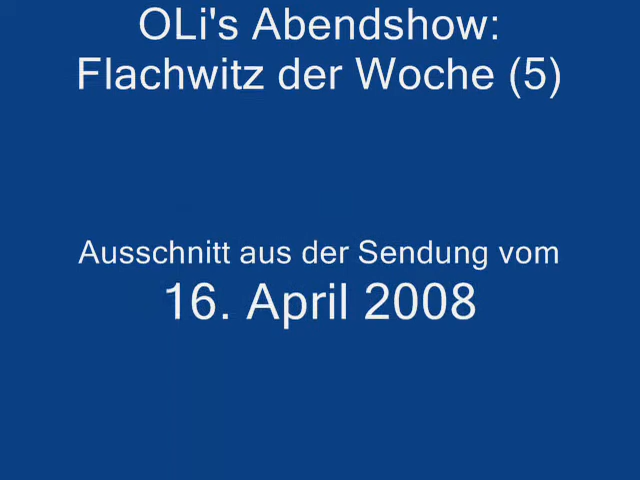 OLi's Abendshow:
Flachwitz der Woche (5)
Ausschnitt aus der Sendung vom
16. April 2008